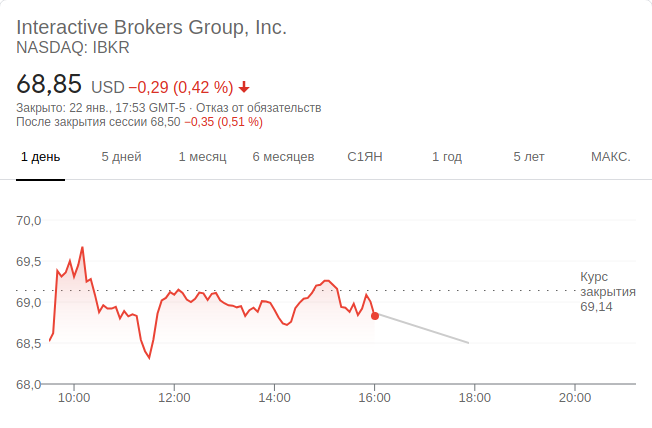 Interactive Brokers Group, Inc.
NASDAQ: IBKR
68,85 USD −0,29 (0,42 %)
Закрыто: 22 янв., 17:53 GMT-5 · Отказ от обязательств
После закрытия сессии 68,50 −0,35 (0,51 %)
1 день 5 дней 1 месяц 6 месяцев С1ЯН 1 год 5 лет МАКС.
70,0
69,5
Курс
закрытия
69,14
69,0
68,5
68,0
10:00 12:00 14:00 16:00 18:00 20:00